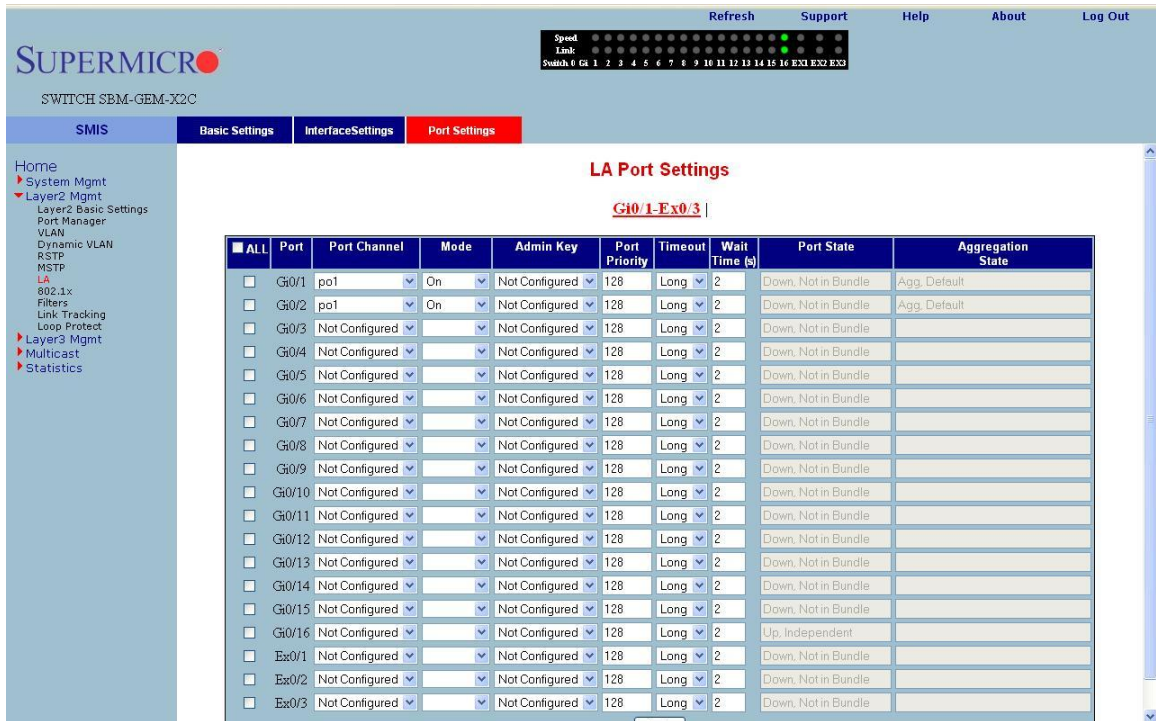 Refresh Support Help About Log Out
Speed
Link
Switch 0 Gi 1 2 3 4 5 6 7 8 9 10 11 12 13 14 15 16 EX1 EX2 EX3
SUPERMICRO
SWITCH SBM-GEM-X2C
SMIS
Basic Settings InterfaceSettings Port Settings
Home
System Mgmt
Layer2 Mgmt
Layer2 Basic Settings
Port Manager
VLAN
Dynamic VLAN
RSTP
MSTP
LA
802.1x
Filters
Link Tracking
Loop Protect
Layer3 Mgmt
Multicast
Statistics
LA Port Settings
Gi0/1-Ex0/3 |
ALL Port Port Channel Mode Admin Key Port Priority Timeout Wait Time (s) Port State Aggregation State
Gi0/1 po1 On Not Configured 128 Long 2 Down, Not in Bundle Agg, Default
Gi0/2 po1 On Not Configured 128 Long 2 Down, Not in Bundle Agg, Default
Gi0/3 Not Configured Not Configured 128 Long 2 Down, Not in Bundle
Gi0/4 Not Configured Not Configured 128 Long 2 Down, Not in Bundle
Gi0/5 Not Configured Not Configured 128 Long 2 Down, Not in Bundle
Gi0/6 Not Configured Not Configured 128 Long 2 Down, Not in Bundle
Gi0/7 Not Configured Not Configured 128 Long 2 Down, Not in Bundle
Gi0/8 Not Configured Not Configured 128 Long 2 Down, Not in Bundle
Gi0/9 Not Configured Not Configured 128 Long 2 Down, Not in Bundle
Gi0/10 Not Configured Not Configured 128 Long 2 Down, Not in Bundle
Gi0/11 Not Configured Not Configured 128 Long 2 Down, Not in Bundle
Gi0/12 Not Configured Not Configured 128 Long 2 Down, Not in Bundle
Gi0/13 Not Configured Not Configured 128 Long 2 Down, Not in Bundle
Gi0/14 Not Configured Not Configured 128 Long 2 Down, Not in Bundle
Gi0/15 Not Configured Not Configured 128 Long 2 Down, Not in Bundle
Gi0/16 Not Configured Not Configured 128 Long 2 Up, Independent
Ex0/1 Not Configured Not Configured 128 Long 2 Down, Not in Bundle
Ex0/2 Not Configured Not Configured 128 Long 2 Down, Not in Bundle
Ex0/3 Not Configured Not Configured 128 Long 2 Down, Not in Bundle